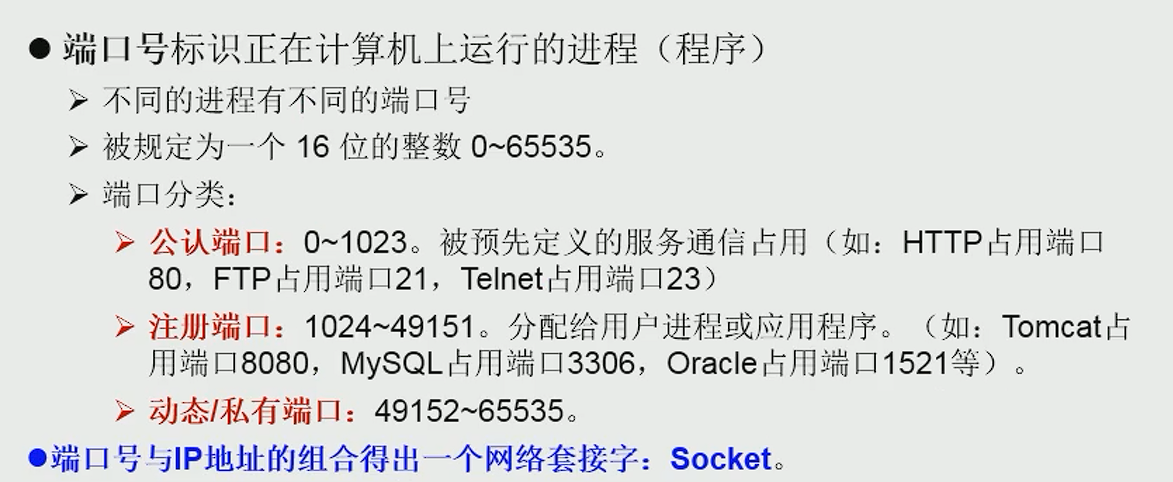 ● 端口号标识正在计算机上运行的进程（程序）
➢ 不同的进程有不同的端口号
➢ 被规定为一个 16 位的整数 0~65535。
➢ 端口分类：
➢ 公认端口：0~1023。被预先定义的服务通信占用（如：HTTP占用端口
80，FTP占用端口21，Telnet占用端口23）
➢ 注册端口：1024~49151。分配给用户进程或应用程序。（如：Tomcat占
用端口8080，MySQL占用端口3306，Oracle占用端口1521等）。
➢ 动态/私有端口：49152~65535。
●端口号与IP地址的组合得出一个网络套接字：Socket。